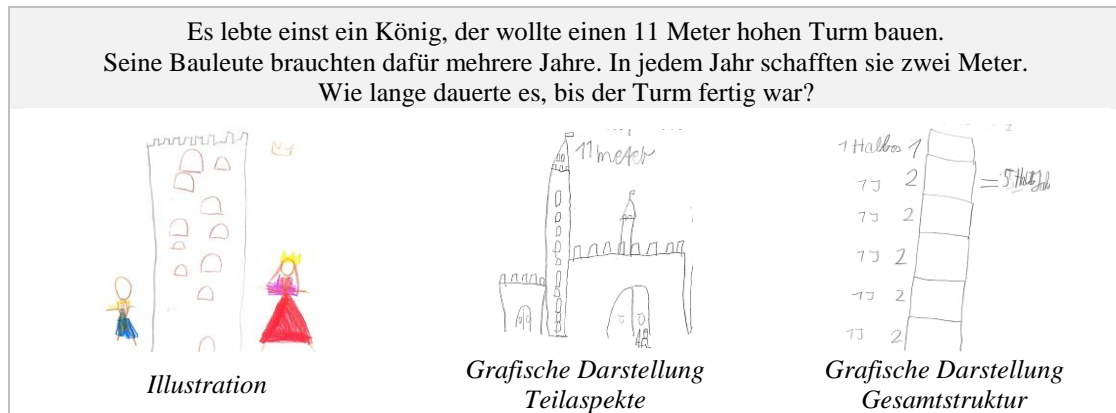 Es lebte einst ein König, der wollte einen 11 Meter hohen Turm bauen.
Seine Bauleute brauchten dafür mehrere Jahre. In jedem Jahr schafften sie zwei Meter.
Wie lange dauerte es, bis der Turm fertig war?
11 meter
1 Halbes 1
1J 2
1J 2
1J 2
1J 2
1J 2
Illustration
Grafische Darstellung
Teilaspekte
Grafische Darstellung
Gesamtstruktur